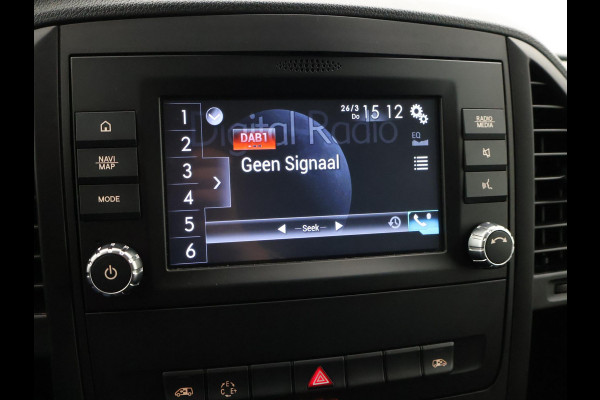 26/3
Do
15 12
1
2
3
4
5
6
DAB1
Digital Radio
EQ
Geen Signaal
Seek
NAVI
MAP
MODE
RADIO
MEDIA
E